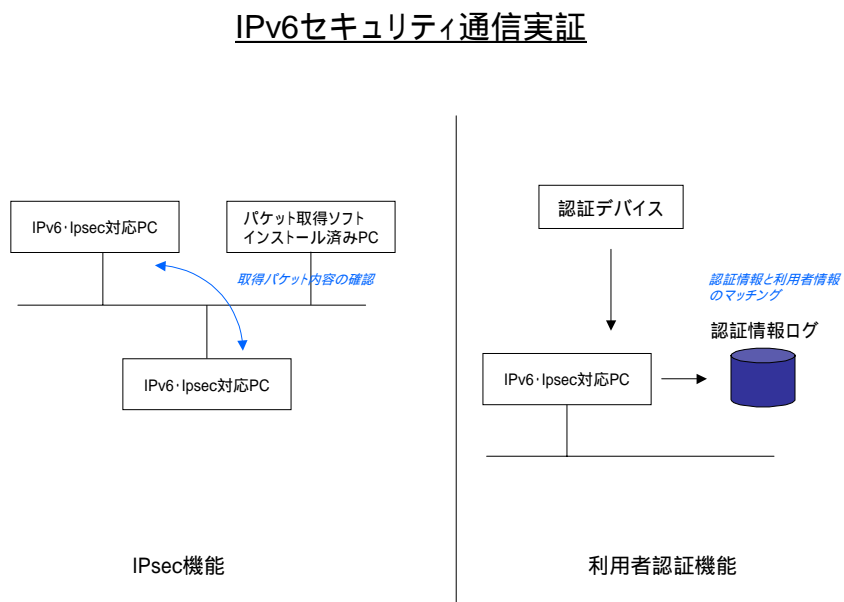 IPv6セキュリティ通信実証
IPv6・Ipsec対応PC
パケット取得ソフト
インストール済みPC
取得パケット内容の確認
IPv6・Ipsec対応PC
IPsec機能
認証デバイス
認証情報と利用者情報
のマッチング
認証情報ログ
IPv6・Ipsec対応PC
利用者認証機能